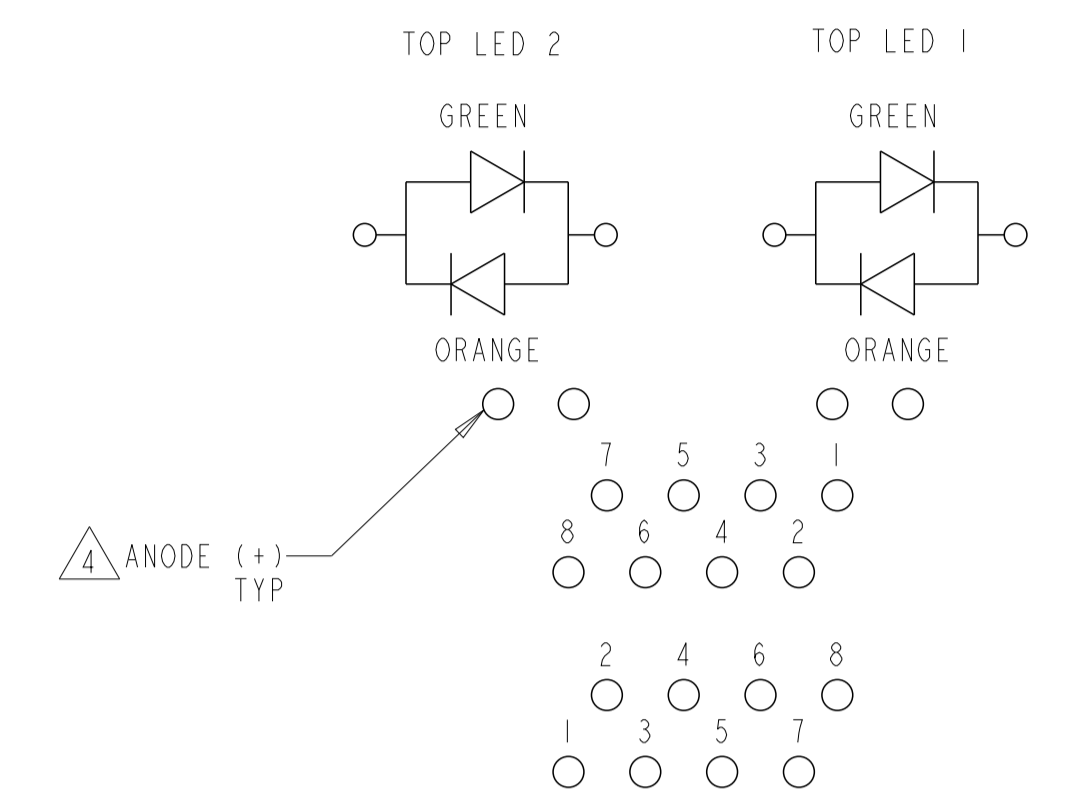 TOP LED 2
TOP LED 1
GREEN
GREEN
ORANGE
ORANGE
7 5 3 1
8 6 4 2
4 ANODE (+)
TYP
2 4 6 8
1 3 5 7